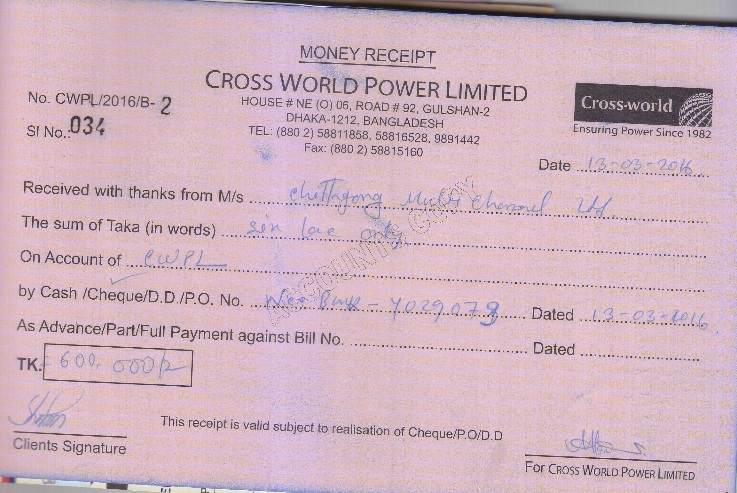 MONEY RECEIPT
CROSS WORLD POWER LIMITED
HOUSE # NE (O) 06, ROAD # 92, GULSHAN-2
DHAKA-1212, BANGLADESH
TEL: (880 2) 58811858, 58816528, 9891442
Fax: (880 2) 58815160
No. CWPL/2016/B- 2
Sl No.: 034
Cross-world
Ensuring Power Since 1982
Date 13-03-2016
Received with thanks from M/s Chittagong Multi Channel Ltd.
The sum of Taka (in words) six lac only
On Account of CWPL
ACCOUNTS COPY
by Cash /Cheque/D.D./P.O. No. Bank - 4029073 Dated 13-03-2016
As Advance/Part/Full Payment against Bill No. Dated
TK. 600,000/-
Clients Signature
This receipt is valid subject to realisation of Cheque/P.O/D.D
For CROSS WORLD POWER LIMITED